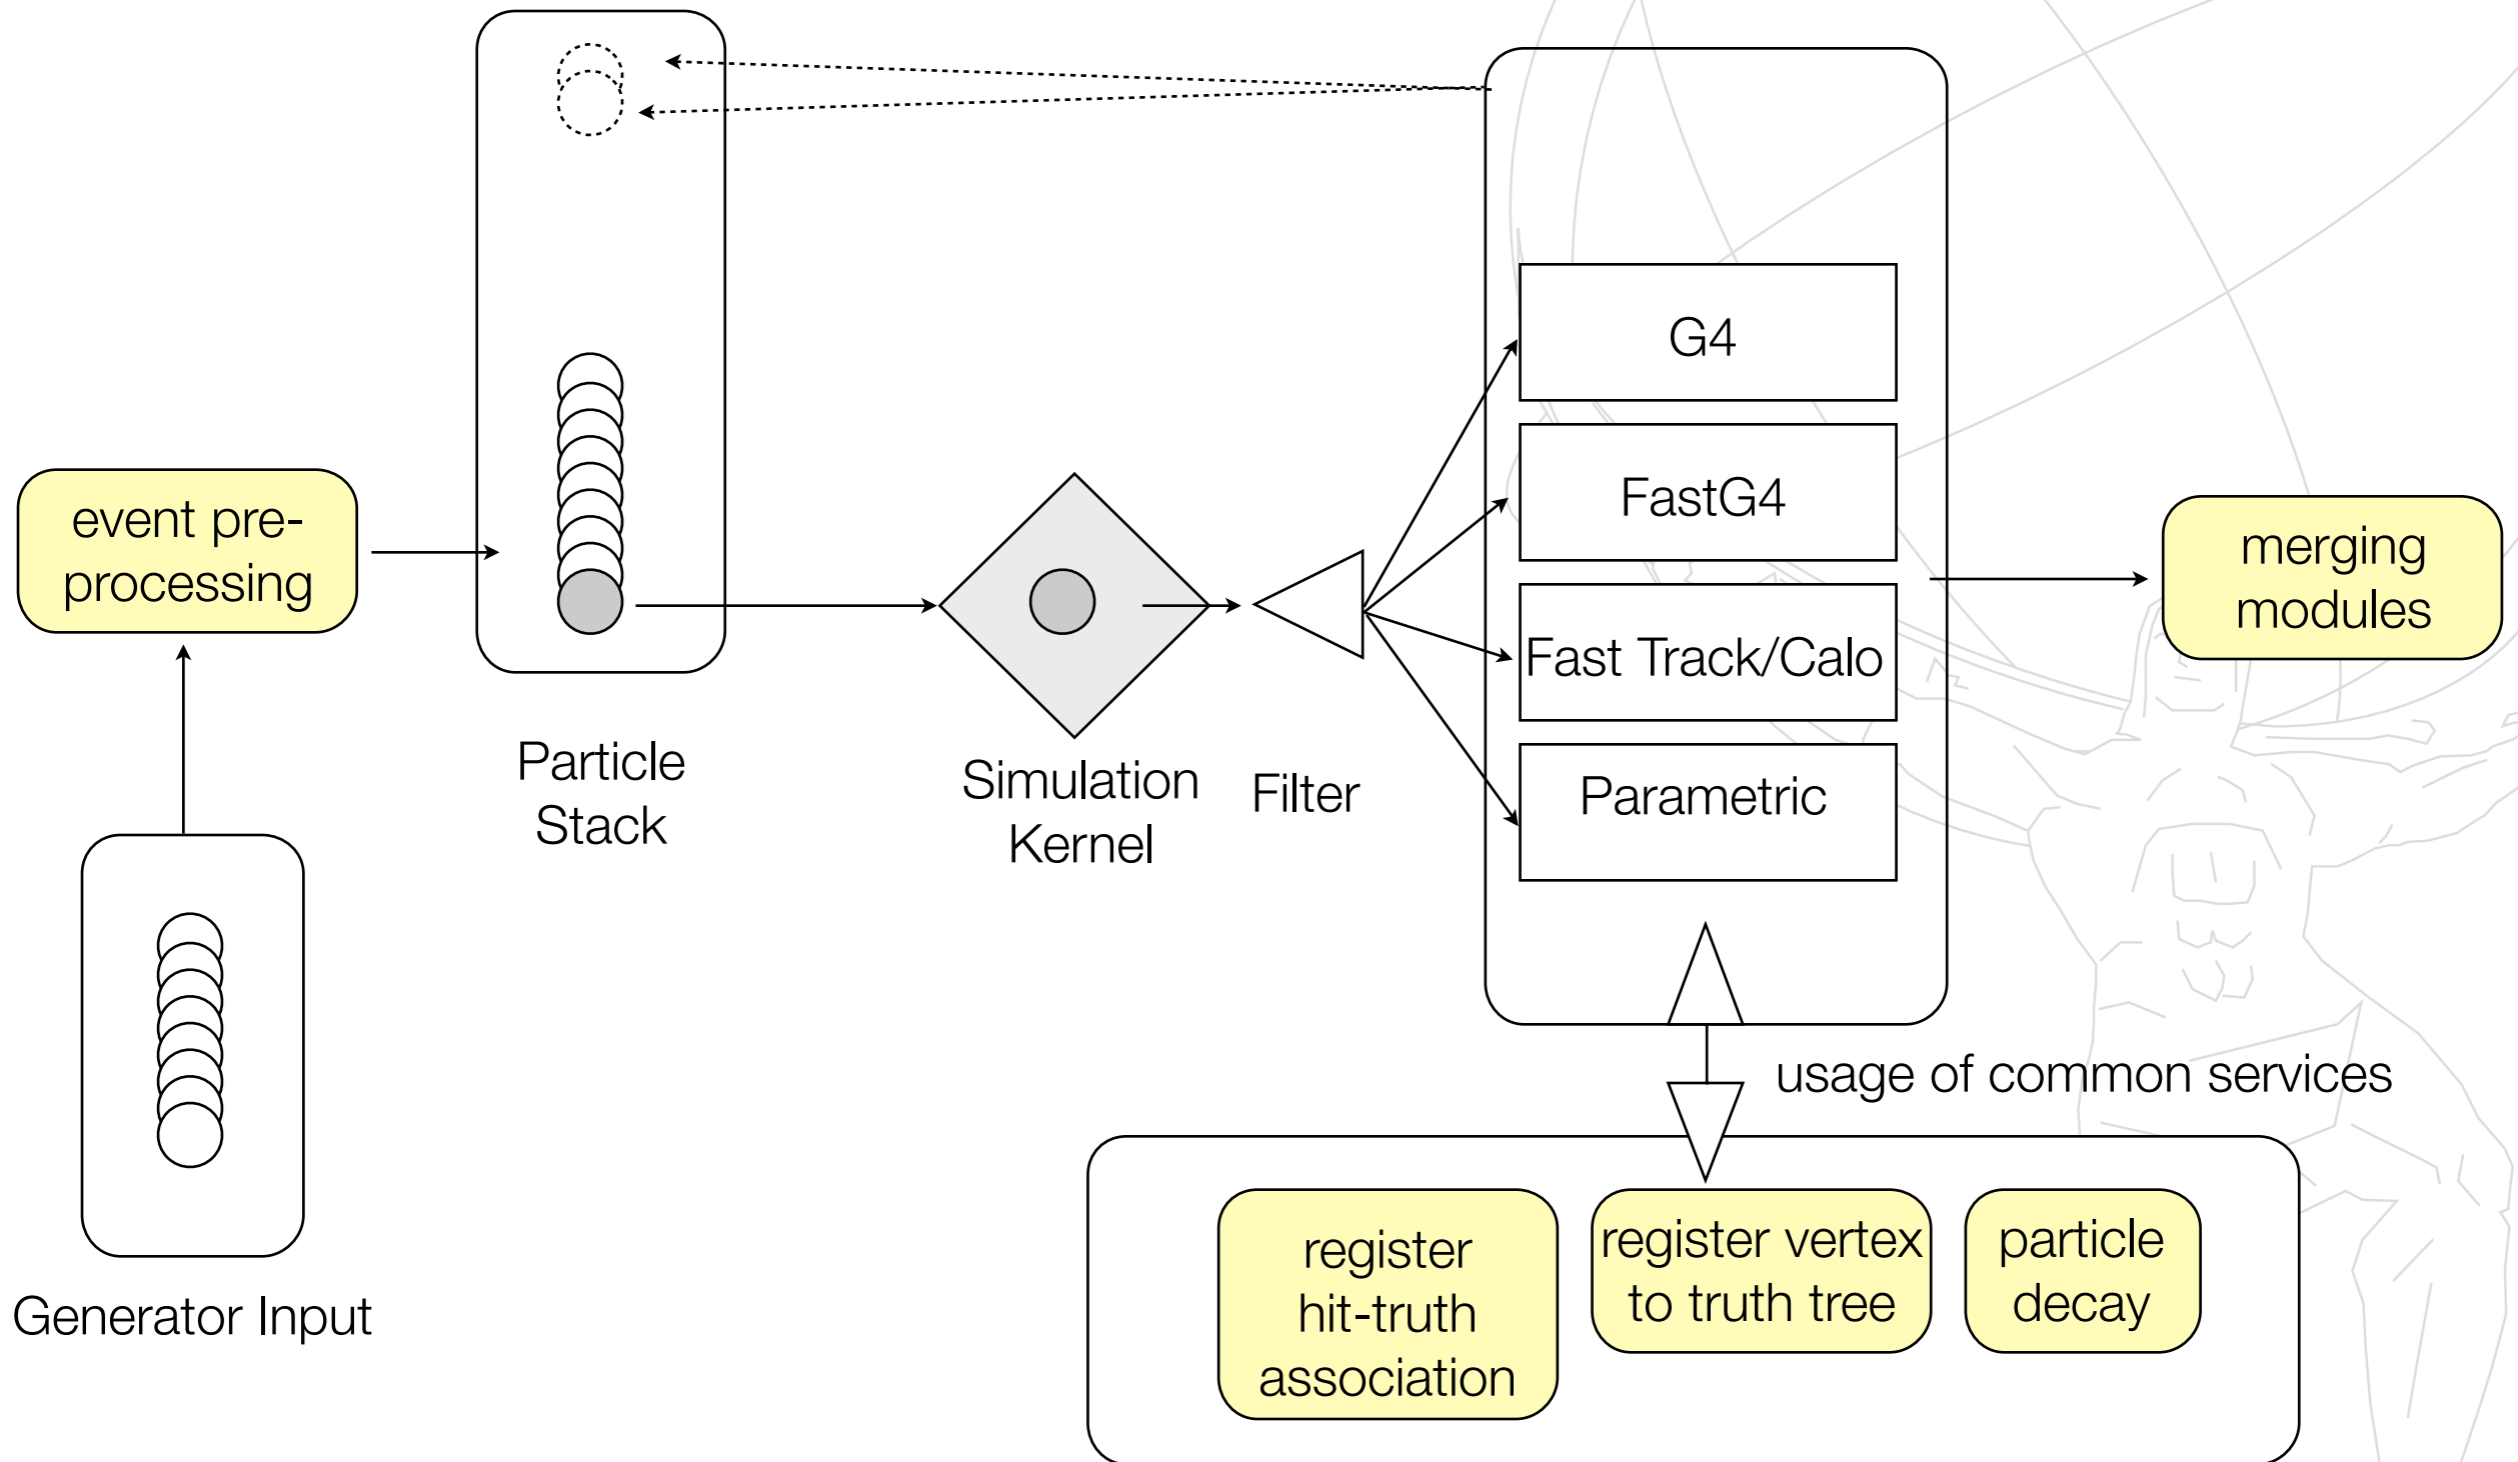 G4
FastG4
Fast Track/Calo
Parametric
event pre-
processing
merging
modules
Particle
Stack
Simulation
Kernel
Filter
usage of common services
register
hit-truth
association
register vertex
to truth tree
particle
decay
Generator Input